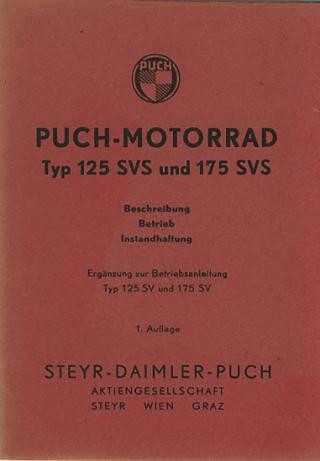 PUCH
PUCH-MOTORRAD
Typ 125 SVS und 175 SVS
Beschreibung
Betrieb
Instandhaltung
Ergänzung zur Betriebsanleitung
Typ 125 SV und 175 SV
1. Auflage
STEYR-DAIMLER-PUCH
AKTIENGESELLSCHAFT
STEYR WIEN GRAZ